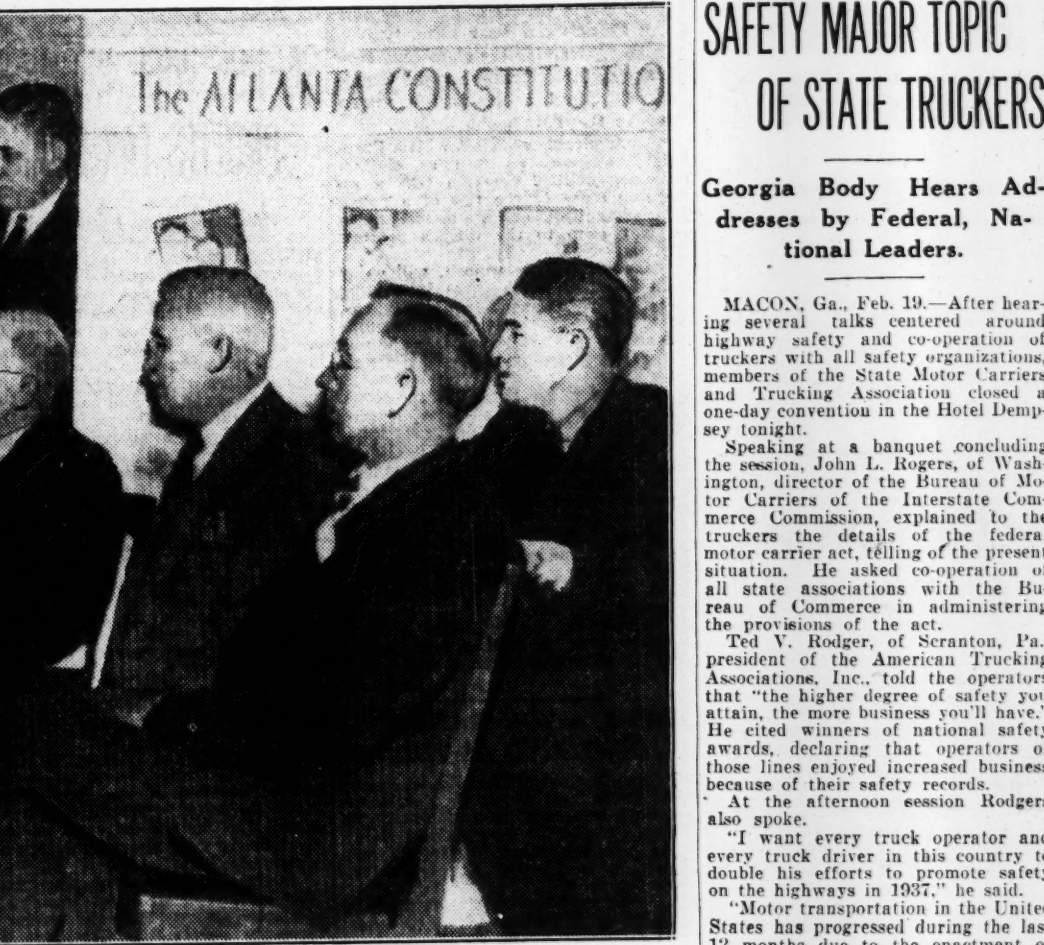 The ATLANTA CONSTITUTIO
SAFETY MAJOR TOPIC
OF STATE TRUCKERS
Georgia Body Hears Ad-
dresses by Federal, Na-
tional Leaders.
MACON, Ga., Feb. 19.—After hear-
ing several talks centered around
highway safety and co-operation of
truckers with all safety organizations,
members of the State Motor Carriers
and Trucking Association closed a
one-day convention in the Hotel Demp-
sey tonight.
Speaking at a banquet concluding
the session, John L. Rogers, of Wash-
ington, director of the Bureau of Mo-
tor Carriers of the Interstate Com-
merce Commission, explained to the
truckers the details of the federa
motor carrier act, telling of the present
situation. He asked co-operation of
all state associations with the Bu-
reau of Commerce in administering
the provisions of the act.
Ted V. Rodger, of Scranton, Pa.
president of the American Trucking
Associations, Inc., told the operators
that "the higher degree of safety you
attain, the more business you'll have."
He cited winners of national safety
awards, declaring that operators o
those lines enjoyed increased business
because of their safety records.
At the afternoon session Rodgers
also spoke.
"I want every truck operator and
every truck driver in this country to
double his efforts to promote safety
on the highways in 1937," he said.
"Motor transportation in the United
States has progressed during the las
12 months due to the enactment o